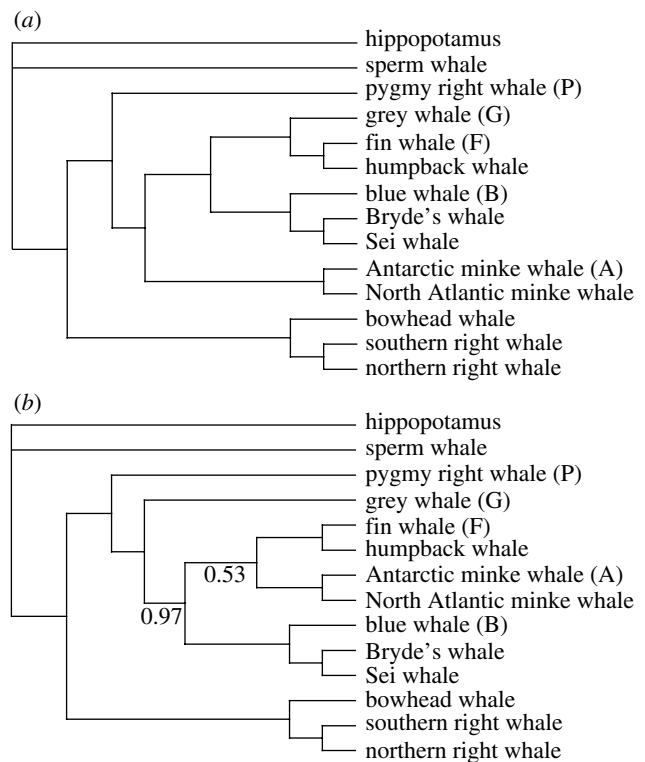 (a)
hippopotamus
sperm whale
pygmy right whale (P)
grey whale (G)
fin whale (F)
humpback whale
blue whale (B)
Bryde's whale
Sei whale
Antarctic minke whale (A)
North Atlantic minke whale
bowhead whale
southern right whale
northern right whale
(b)
hippopotamus
sperm whale
pygmy right whale (P)
grey whale (G)
fin whale (F)
humpback whale
0.53
Antarctic minke whale (A)
North Atlantic minke whale
0.97
blue whale (B)
Bryde's whale
Sei whale
bowhead whale
southern right whale
northern right whale